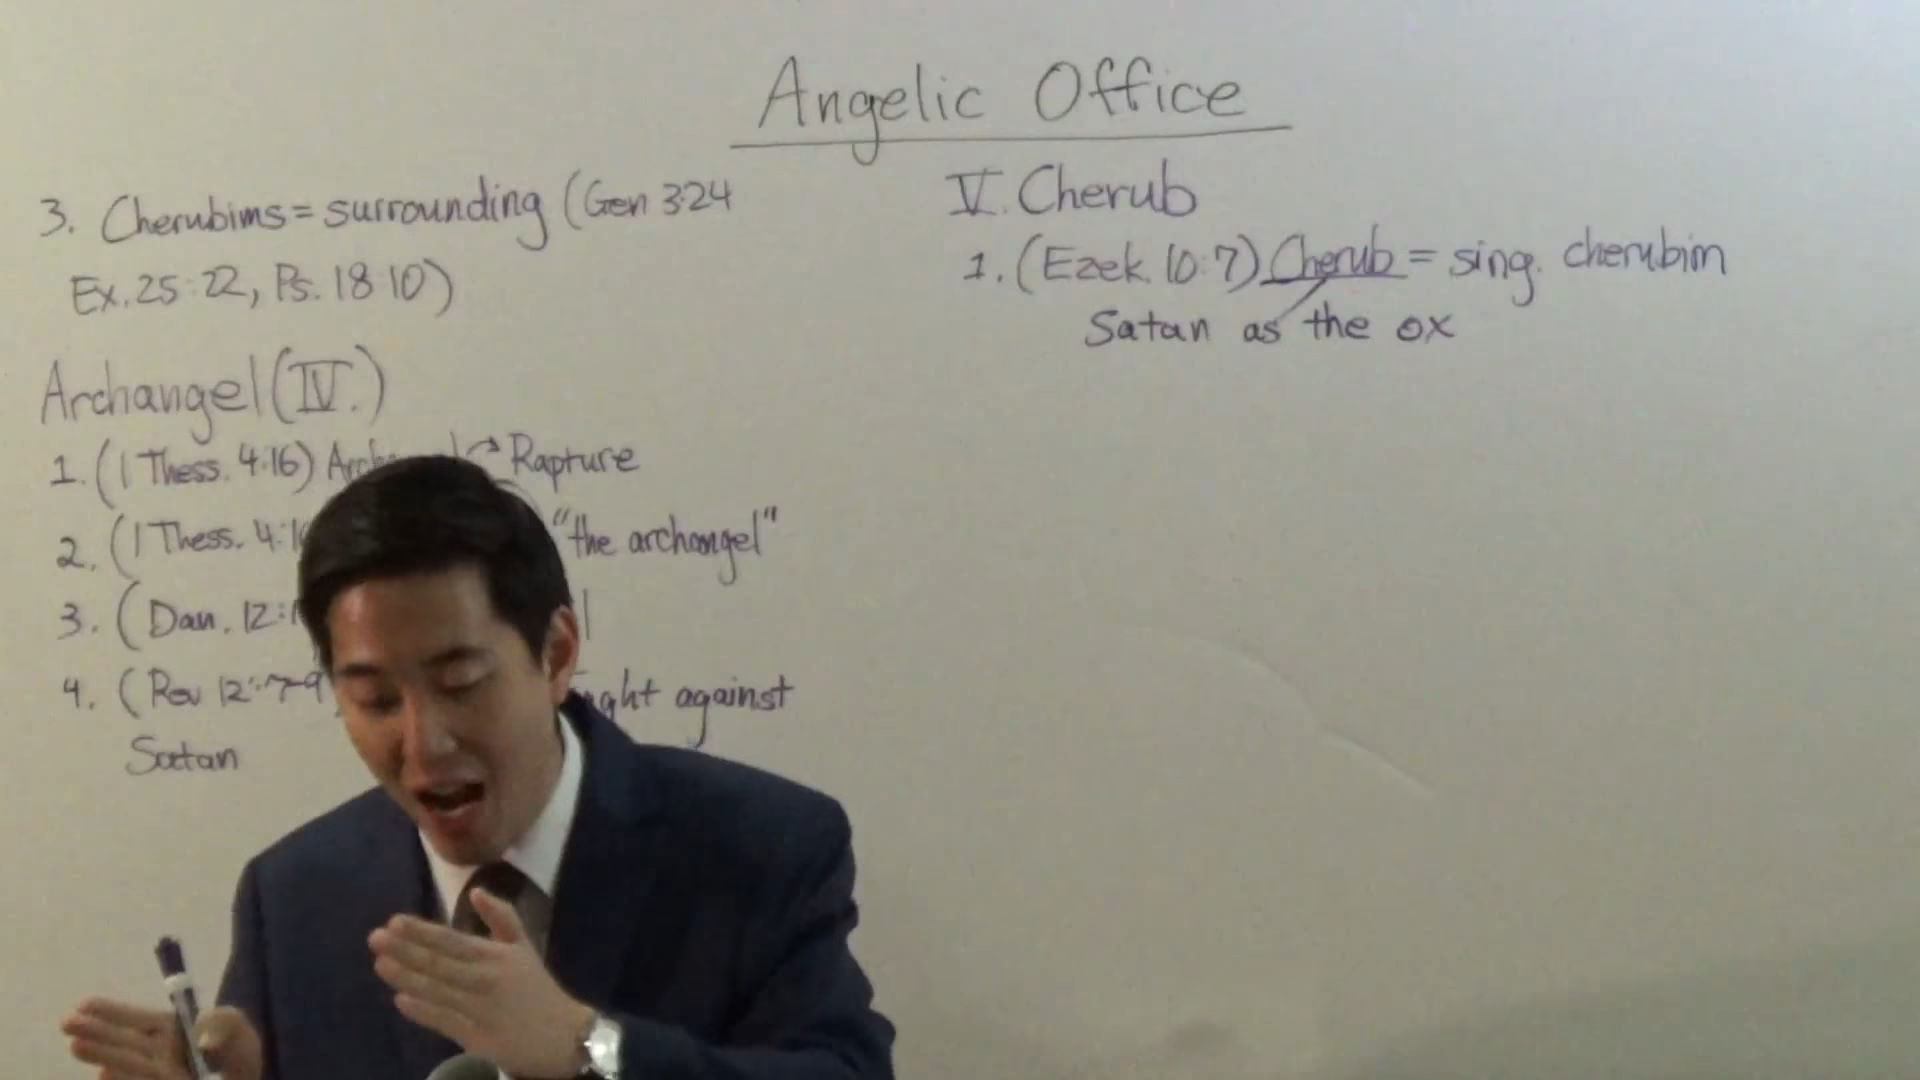 Angelic Office
3. Cherubims = surrounding (Gen 3:24
Ex. 25:22, Ps. 18:10)
Archangel (IV.)
1. (1 Thess. 4:16) → Rapture
2. (1 Thess. 4: "the archangel"
3. (Dan. 12:1
4. (Rev 12:7-9 against
Satan
V. Cherub
1. (Ezek. 10:7) Cherub = sing. cherubim
Satan as the ox